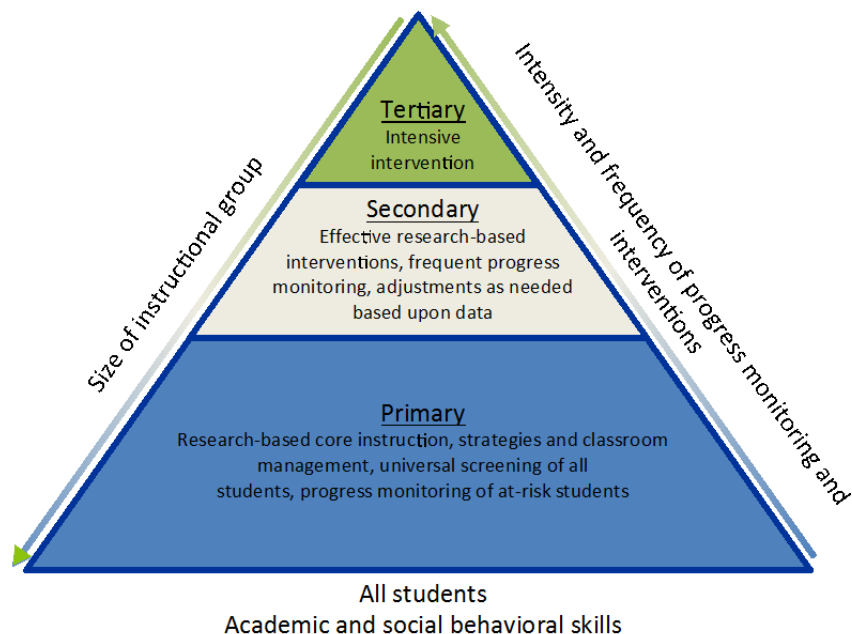 Tertiary
Intensive
intervention
Secondary
Effective research-based
interventions, frequent progress
monitoring, adjustments as needed
based upon data
Primary
Research-based core instruction, strategies and classroom
management, universal screening of all
students, progress monitoring of at-risk students
Size of instructional group
Intensity and frequency of progress monitoring and
interventions
All students
Academic and social behavioral skills